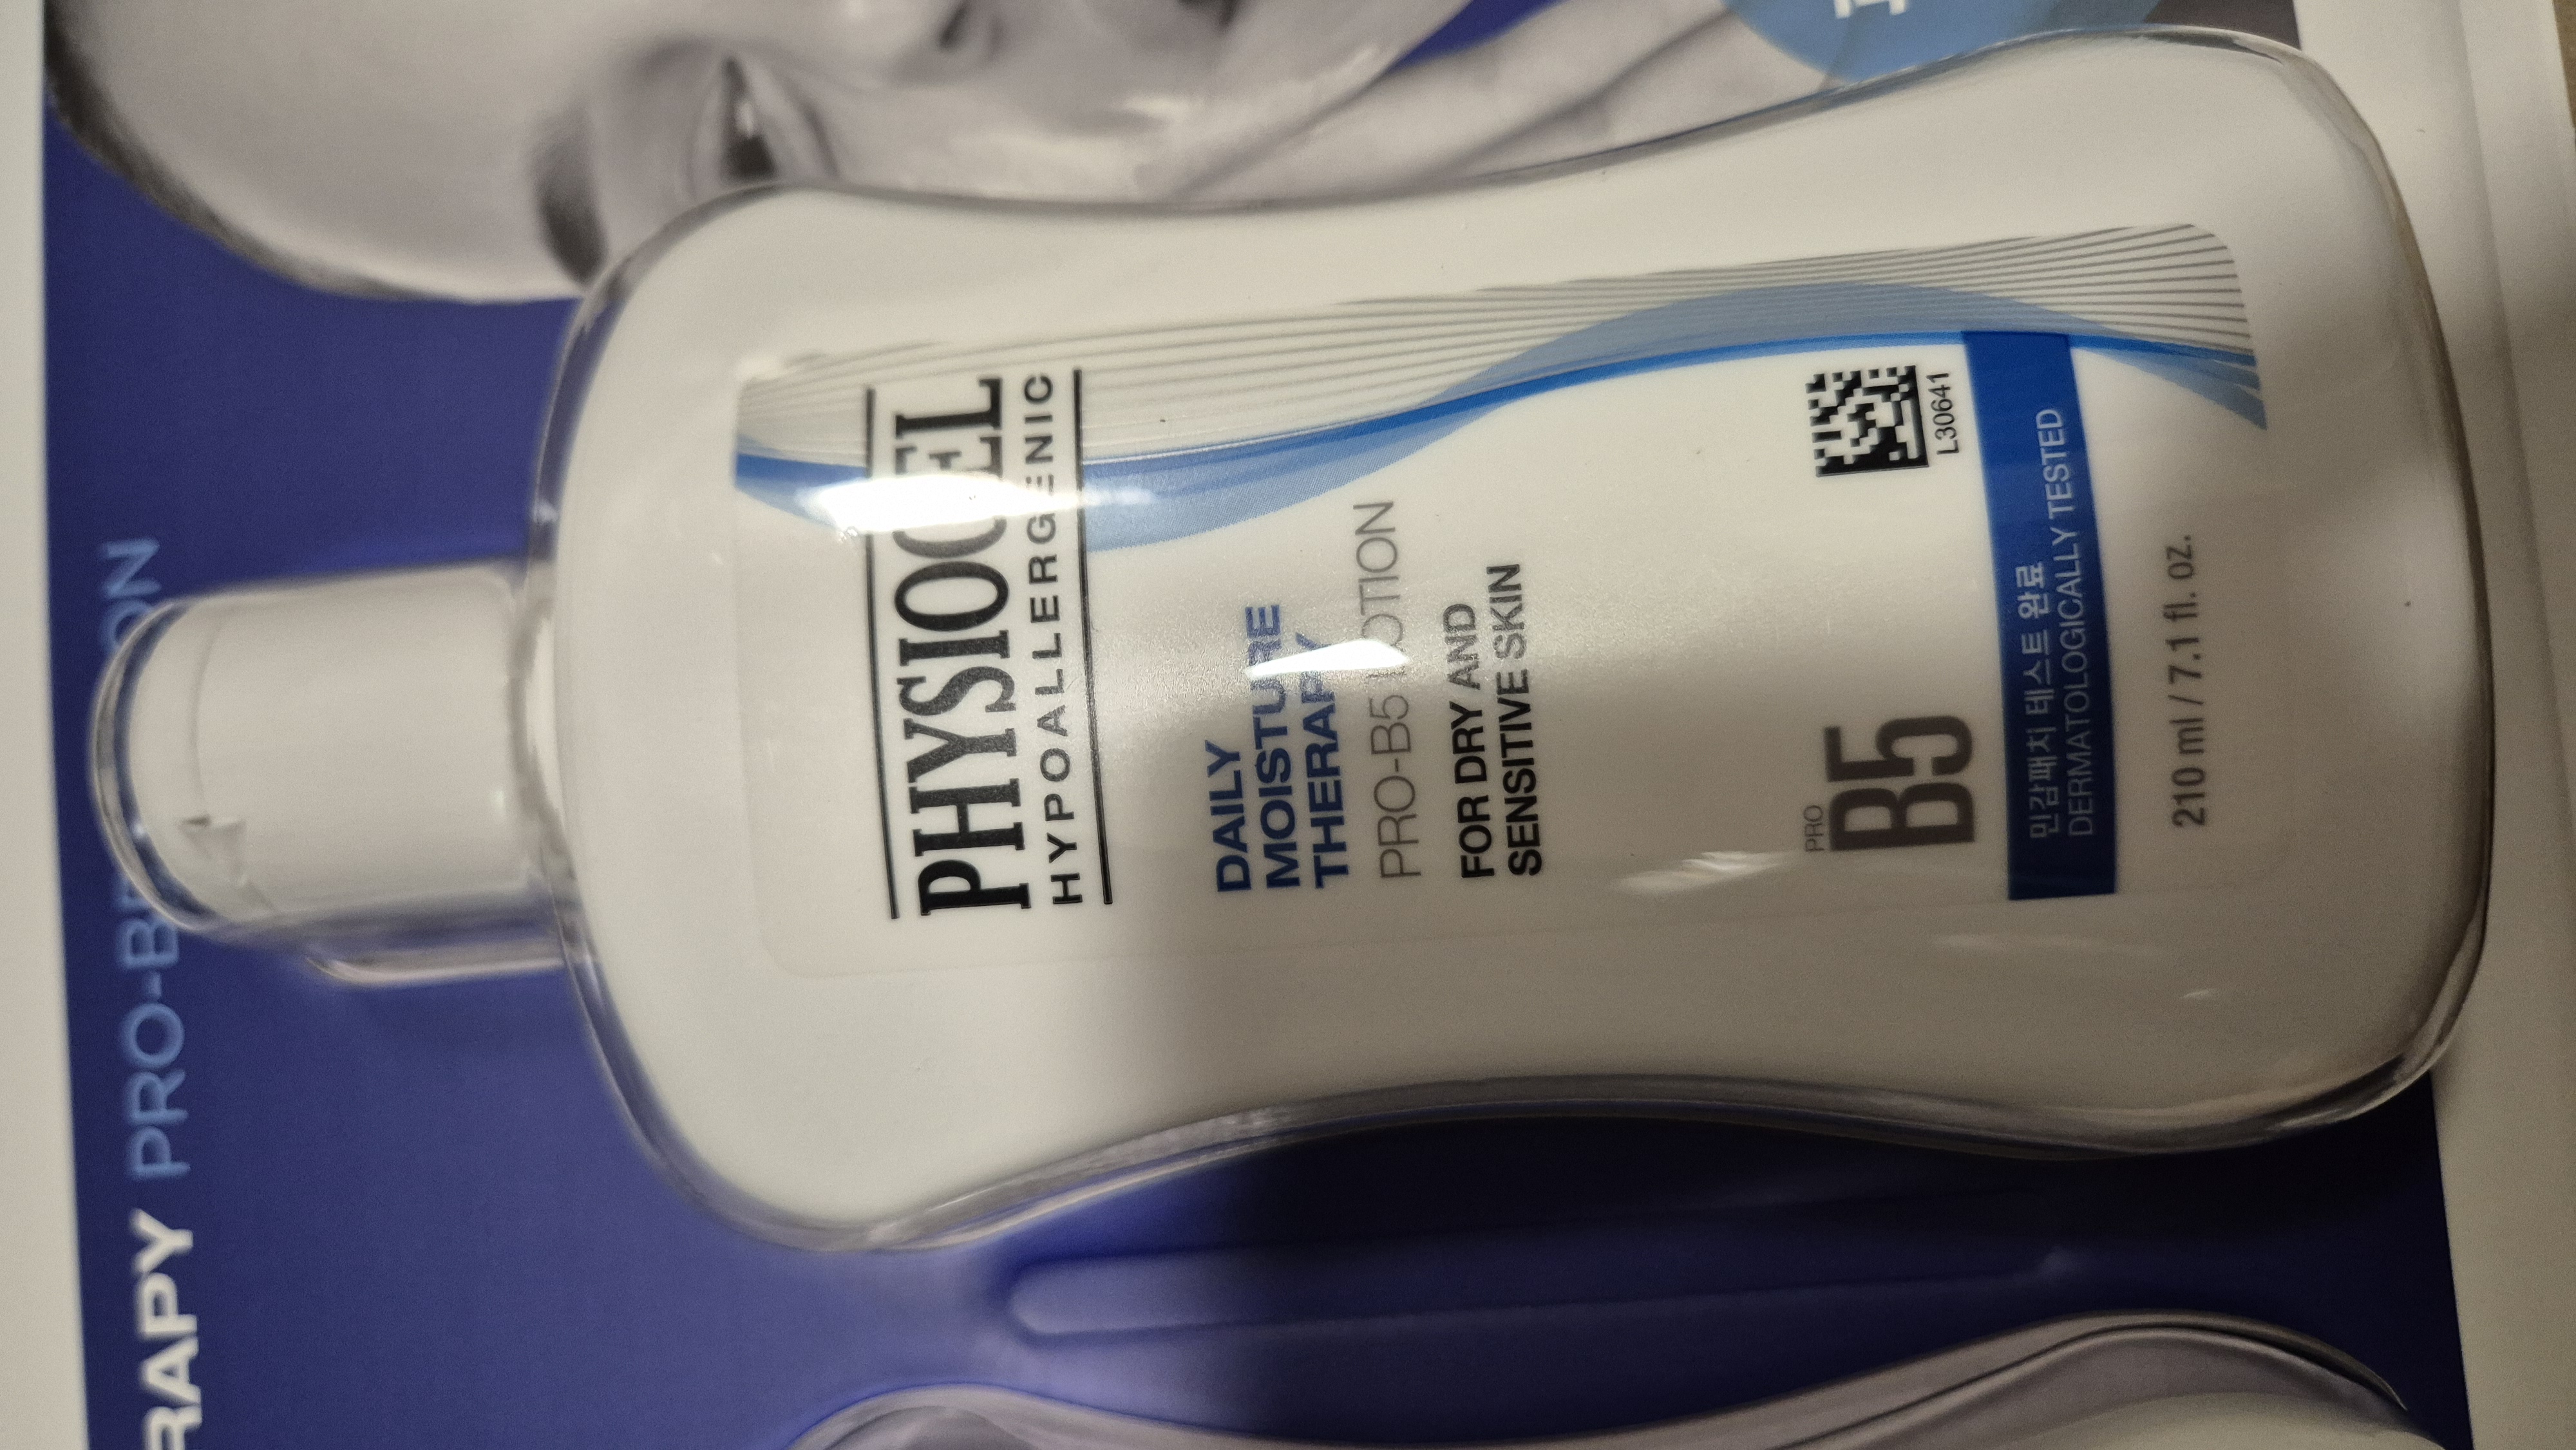 PHYSIOGEL
HYPOALLERGENIC
DAILY
MOISTURE
THERAPY
PRO-B5 LOTION
FOR DRY AND
SENSITIVE SKIN
L30641
PRO
B5
민감패치 테스트 완료
DERMATOLOGICALLY TESTED
210 ml / 7.1 fl. oz.
RAPY PRO-B
ON